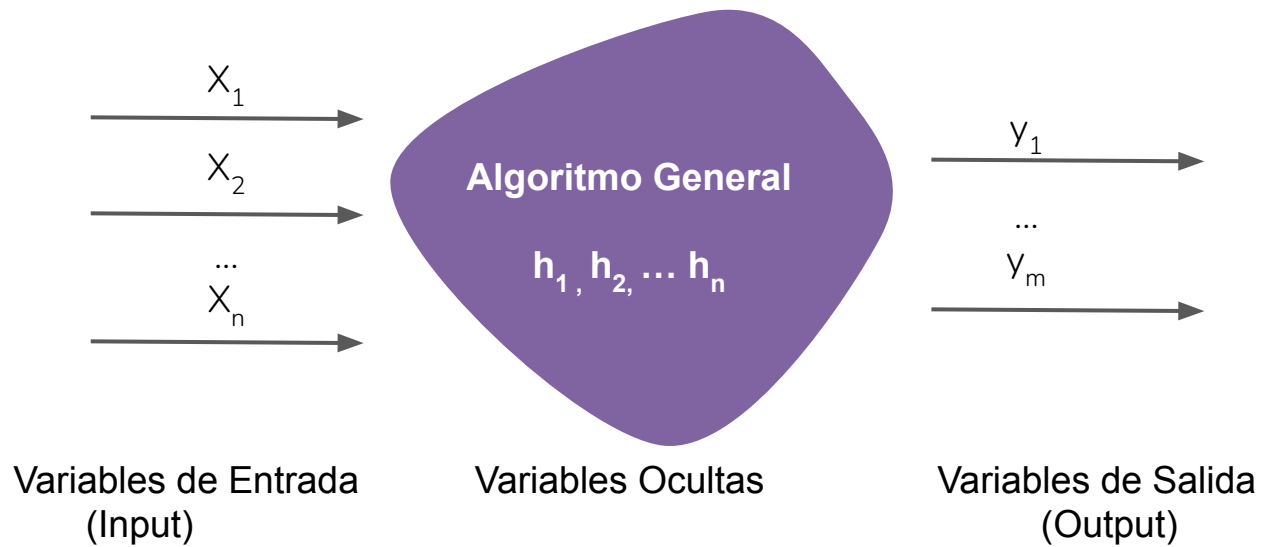 X₁
X₂
...
Xₙ
Algoritmo General
h₁ , h₂, … hₙ
y₁
...
yₘ
Variables de Entrada
(Input)
Variables Ocultas
Variables de Salida
(Output)